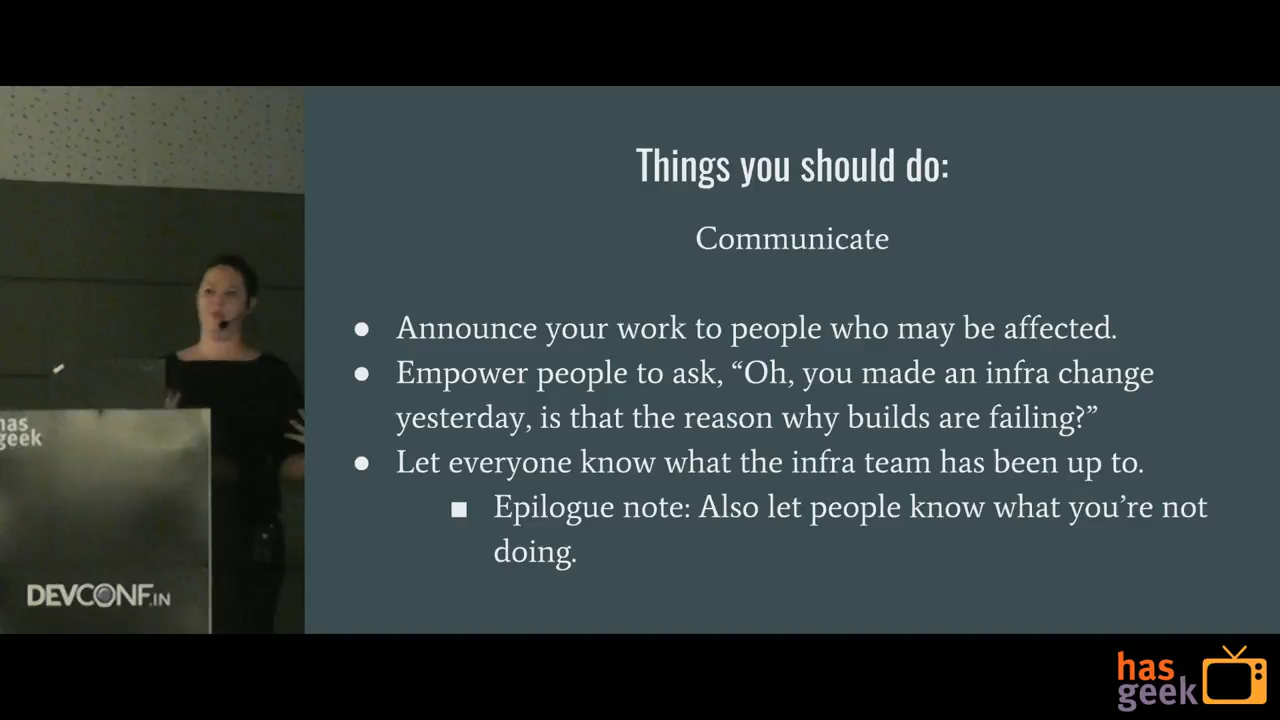 Things you should do:
Communicate
● Announce your work to people who may be affected.
● Empower people to ask, “Oh, you made an infra change
yesterday, is that the reason why builds are failing?”
● Let everyone know what the infra team has been up to.
■ Epilogue note: Also let people know what you’re not
doing.
has
geek
DEVCONF.IN
has
geek